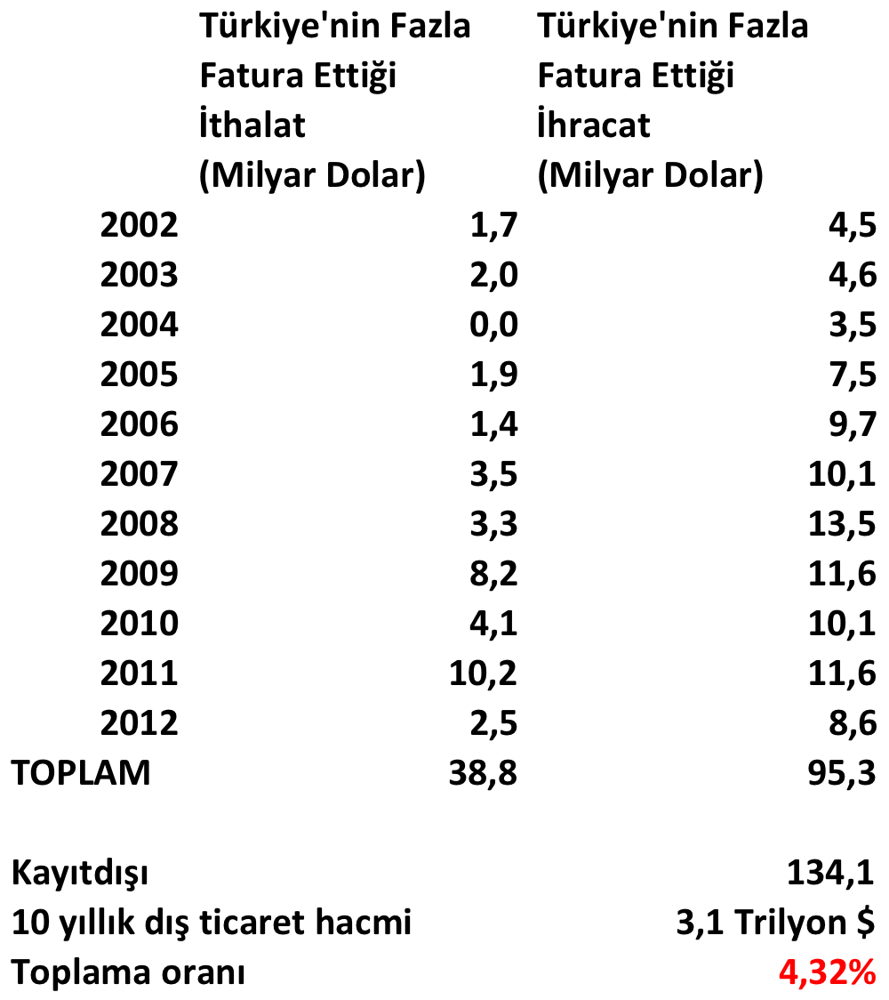 Türkiye'nin Fazla Türkiye'nin Fazla
Fatura Ettiği Fatura Ettiği
İthalat İhracat
(Milyar Dolar) (Milyar Dolar)
2002 1,7 4,5
2003 2,0 4,6
2004 0,0 3,5
2005 1,9 7,5
2006 1,4 9,7
2007 3,5 10,1
2008 3,3 13,5
2009 8,2 11,6
2010 4,1 10,1
2011 10,2 11,6
2012 2,5 8,6
TOPLAM 38,8 95,3
Kayıtdışı 134,1
10 yıllık dış ticaret hacmi 3,1 Trilyon $
Toplama oranı 4,32%